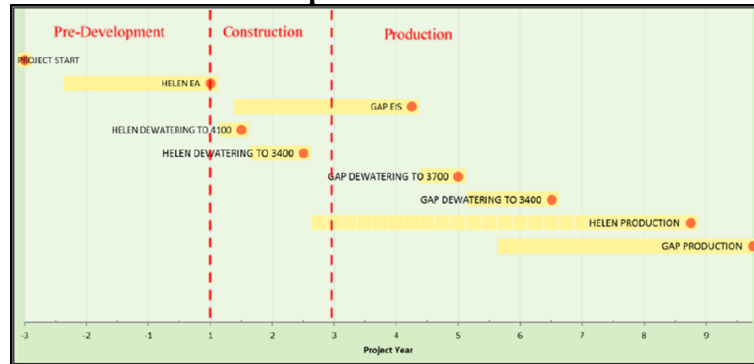 Pre-Development Construction Production
PROJECT START
HELEN EA
GAP EIS
HELEN DEWATERING TO 4100
HELEN DEWATERING TO 3400
GAP DEWATERING TO 3700
GAP DEWATERING TO 3400
HELEN PRODUCTION
GAP PRODUCTION
-3 -2 -1 1 2 3 4 5 6 7 8 9
Project Year